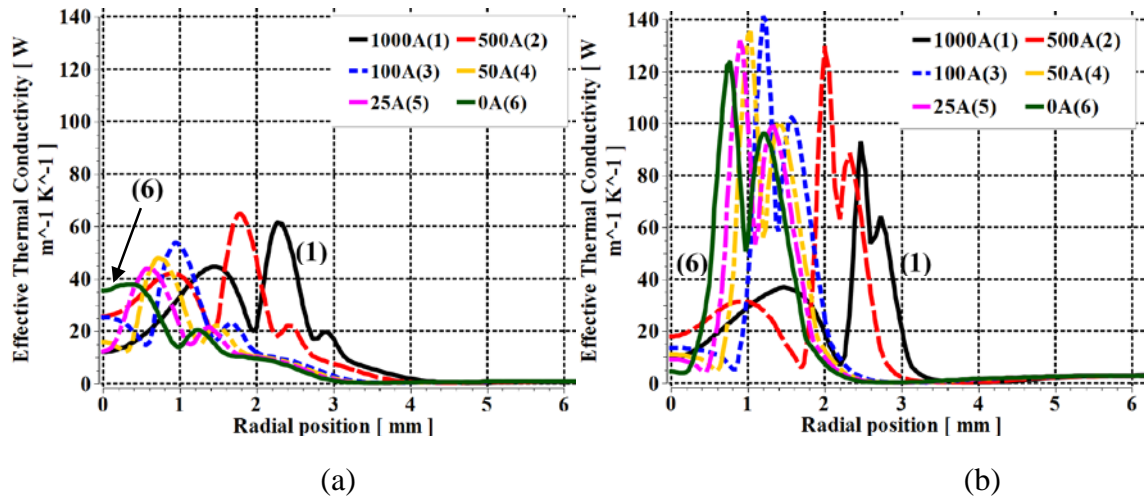 Effective Thermal Conductivity [ W
m^-1 K^-1 ]
140
120
100
80
60
40
20
0
1000A(1) 500A(2)
100A(3) 50A(4)
25A(5) 0A(6)
(6)
(1)
0 1 2 3 4 5 6
Radial position [ mm ]
(a)
Effective Thermal Conductivity [ W
m^-1 K^-1 ]
140
120
100
80
60
40
20
0
1000A(1) 500A(2)
100A(3) 50A(4)
25A(5) 0A(6)
(6)
(1)
0 1 2 3 4 5 6
Radial position [ mm ]
(b)